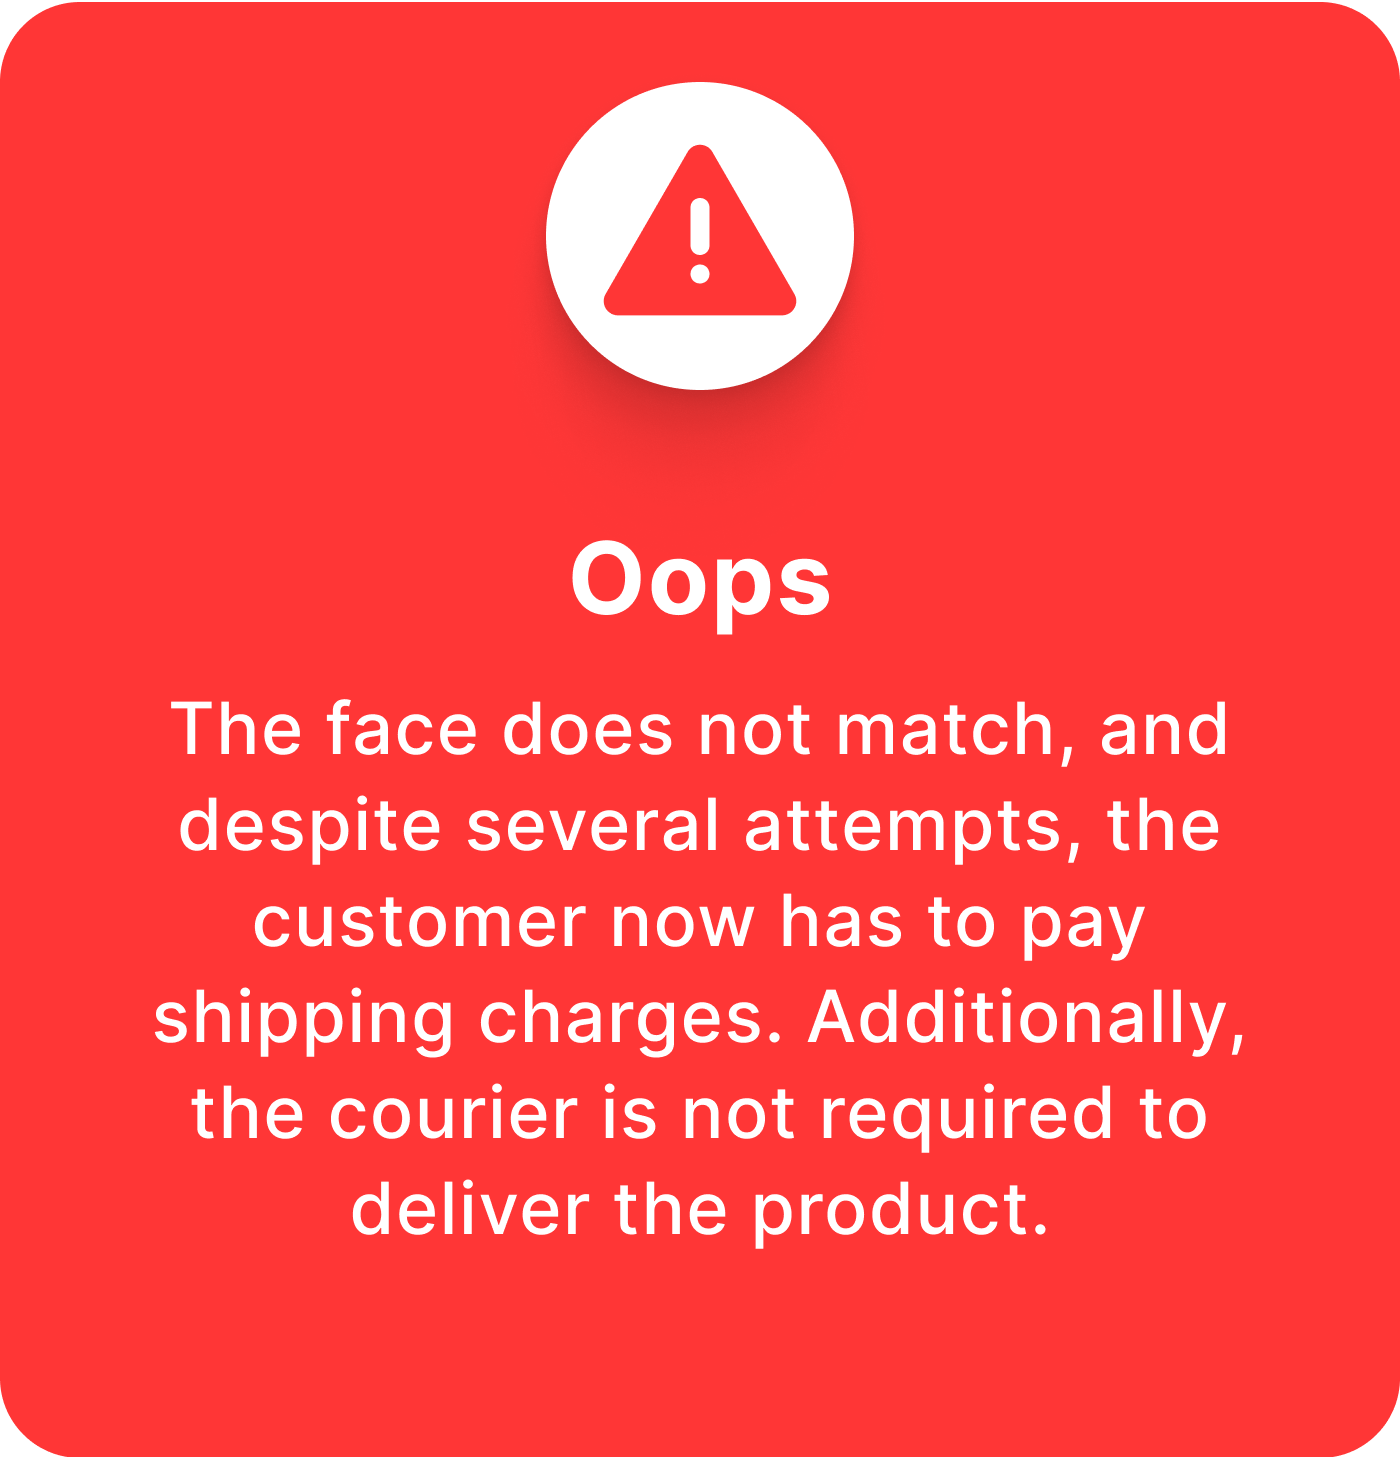 Oops
The face does not match, and
despite several attempts, the
customer now has to pay
shipping charges. Additionally,
the courier is not required to
deliver the product.